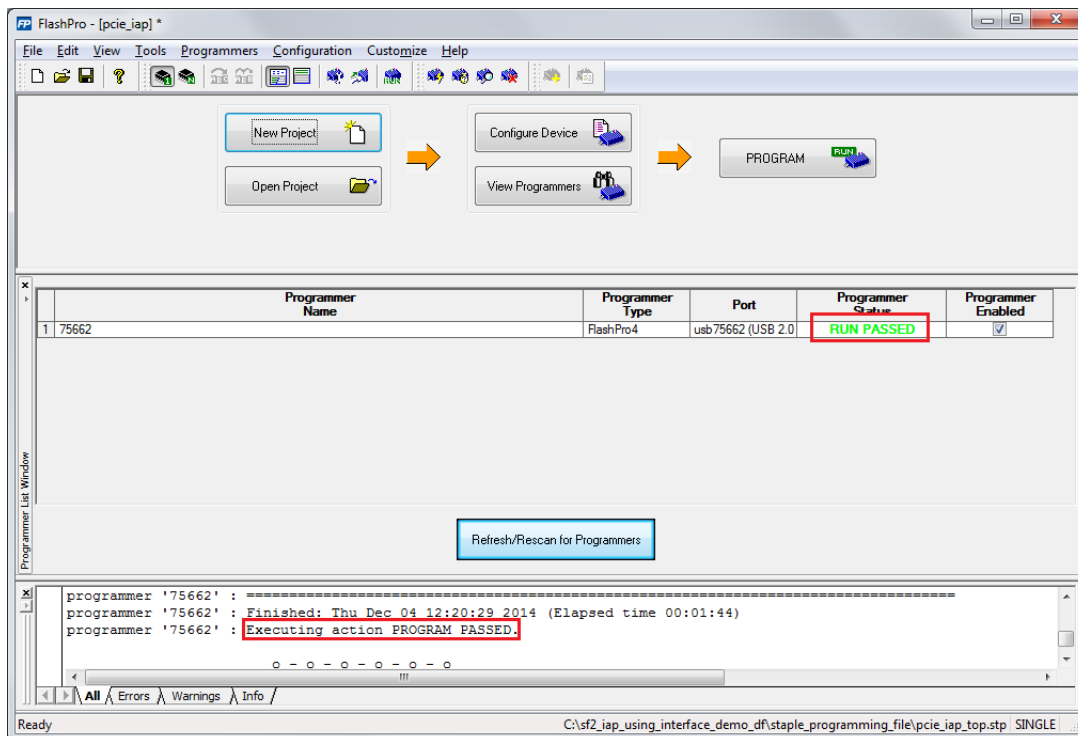 FP FlashPro - [pcie_iap] *
File Edit View Tools Programmers Configuration Customize Help
New Project
Configure Device
PROGRAM
RUN
Open Project
View Programmers
Programmer Name Programmer Type Port Programmer Status Programmer Enabled
1 75662 FlashPro4 usb75662 (USB 2.0 RUN PASSED
Programmer List Window
Refresh/Rescan for Programmers
programmer '75662' : ===================================================================================
programmer '75662' : Finished: Thu Dec 04 12:20:29 2014 (Elapsed time 00:01:44)
programmer '75662' : Executing action PROGRAM PASSED.
o - o - o - o - o - o
All Errors Warnings Info
Ready C:\sf2_iap_using_interface_demo_df\staple_programming_file\pcie_iap_top.stp SINGLE